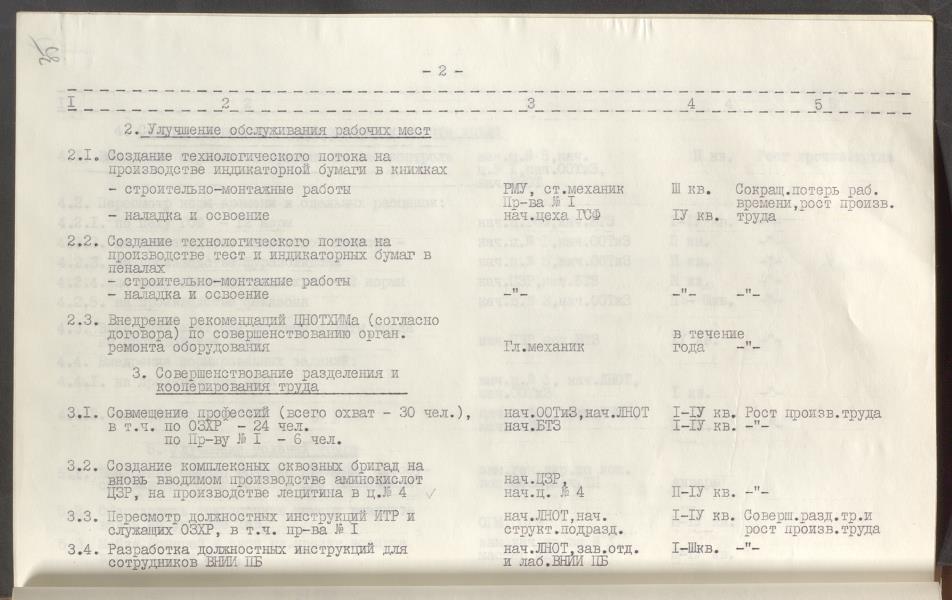 35
- 2 -
I 2 3 4 5
2. Улучшение обслуживания рабочих мест
2.I. Создание технологического потока на
производстве индикаторной бумаги в книжках
- строительно-монтажные работы РМУ, ст.механик Ш кв. Сокращ.потерь раб.
Пр-ва № I времени,рост произв.
- наладка и освоение нач.цеха ГСФ IУ кв. труда
2.2. Создание технологического потока на
производстве тест и индикаторных бумаг в
пеналах
- строительно-монтажные работы
- наладка и освоение -"- -"- -"-
2.3. Внедрение рекомендаций ЦНОТХИМа (согласно
договора) по совершенствованию орган. в течение
ремонта оборудования Гл.механик года -"-
3. Совершенствование разделения и
кооперирования труда
3.I. Совмещение профессий (всего охват - 30 чел.), нач.ООТиЗ,нач.ЛНОТ I-IУ кв. Рост произв.труда
в т.ч. по ОЗХР - 24 чел. нач.БТЗ I-IУ кв. -"-
по Пр-ву № I - 6 чел.
3.2. Создание комплексных сквозных бригад на
вновь вводимом производстве аминокислот нач.ЦЗР,
ЦЗР, на производстве лецитина в ц.№ 4 нач.ц. № 4 П-IУ кв. -"-
3.3. Пересмотр должностных инструкций ИТР и нач.ЛНОТ,нач. I-IУ кв. Соверш.разд.тр.и
служащих ОЗХР, в т.ч. пр-ва № I структ.подразд. рост произв.труда
3.4. Разработка должностных инструкций для нач.ЛНОТ,зав.отд. I-Шкв. -"-
сотрудников ВНИИ ПБ и лаб.ВНИИ ПБ